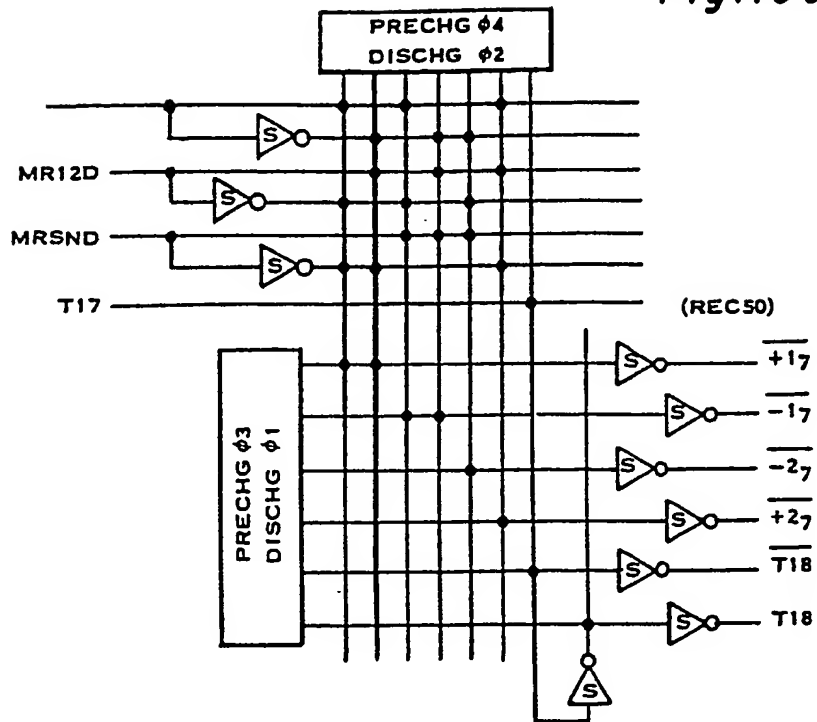 PRECHG φ4
DISCHG φ2
S
MR12D
S
MRSND
S
T17
(REC50)
PRECHG φ3
DISCHG φ1
S
+1₇
S
-1₇
S
-2₇
S
+2₇
S
T18
S
T18
S